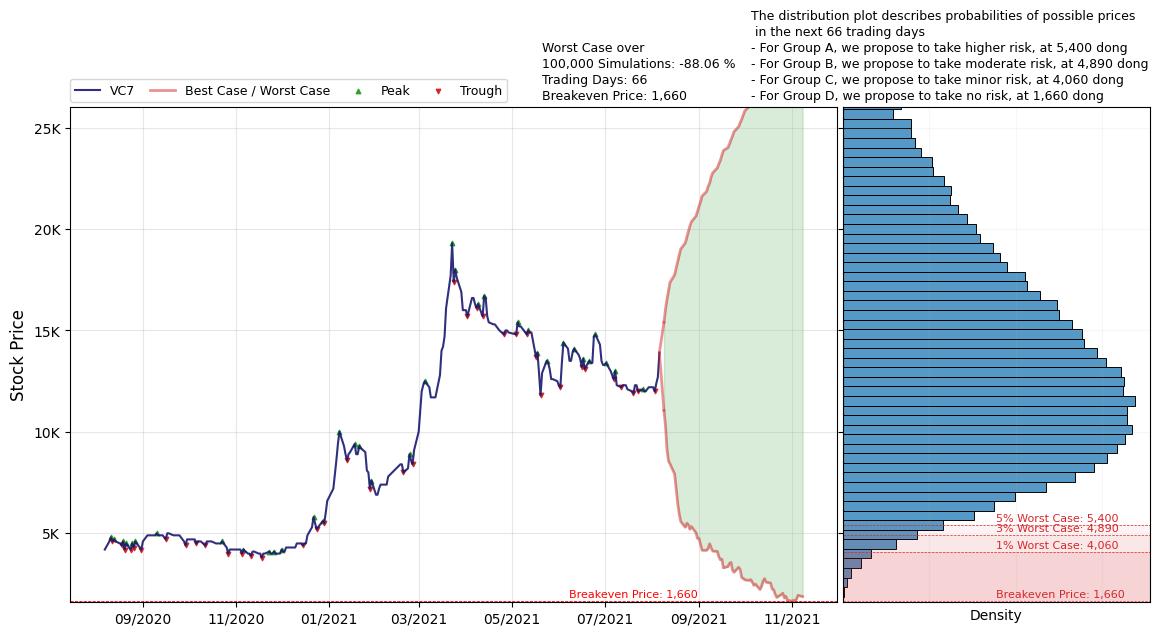 The distribution plot describes probabilities of possible prices
in the next 66 trading days
- For Group A, we propose to take higher risk, at 5,400 dong
- For Group B, we propose to take moderate risk, at 4,890 dong
- For Group C, we propose to take minor risk, at 4,060 dong
- For Group D, we propose to take no risk, at 1,660 dong
Worst Case over
100,000 Simulations: -88.06 %
Trading Days: 66
Breakeven Price: 1,660
VC7
Best Case / Worst Case
Peak
Trough
Stock Price
25K
20K
15K
10K
5K
Breakeven Price: 1,660
09/2020
11/2020
01/2021
3/2021
05/2021
07/2021
09/2021
11/2021
5% Worst Case: 5,400
3% Worst Case: 4,890
1% Worst Case: 4,060
Breakeven Price: 1,660
Density